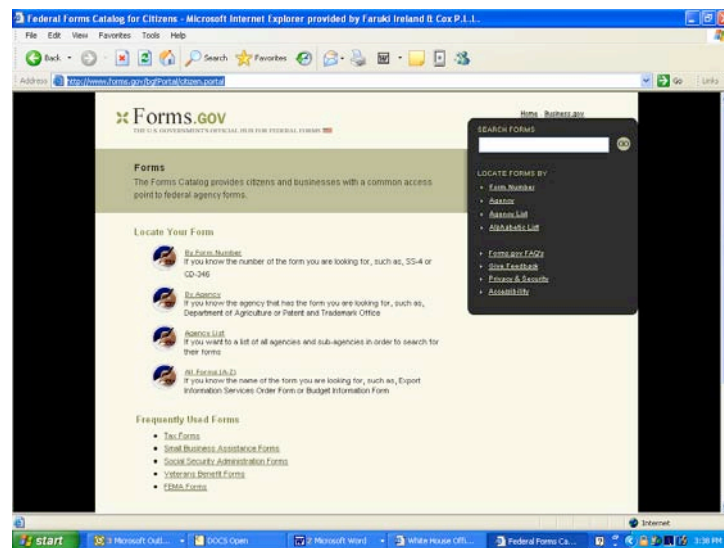 Federal Forms Catalog for Citizens - Microsoft Internet Explorer provided by Faruki Ireland & Cox P.L.L.
File Edit View Favorites Tools Help
Back Search Favorites
Address http://www.forms.gov/bgfPortal/citizen.portal Go Links
Forms.gov
THE U.S. GOVERNMENT'S OFFICIAL HUB FOR FEDERAL FORMS
Home Business.gov
SEARCH FORMS
GO
LOCATE FORMS BY
Form Number
Agency
Agency List
Alphabetic List
Forms.gov FAQs
Give Feedback
Privacy & Security
Accessibility
Forms
The Forms Catalog provides citizens and businesses with a common access
point to federal agency forms.
Locate Your Form
By Form Number
If you know the number of the form you are looking for, such as, SS-4 or
CD-346
By Agency
If you know the agency that has the form you are looking for, such as,
Department of Agriculture or Patent and Trademark Office
Agency List
If you want to a list of all agencies and sub-agencies in order to search for
their forms
All Forms (A-Z)
If you know the name of the form you are looking for, such as, Export
Information Services Order Form or Budget Information Form
Frequently Used Forms
Tax Forms
Small Business Assistance Forms
Social Security Administration Forms
Veterans Benefit Forms
FEMA Forms
Internet
start 3 Microsoft Outl... DOCS Open 2 Microsoft Word White House Offi... Federal Forms Ca... 3:38 PM